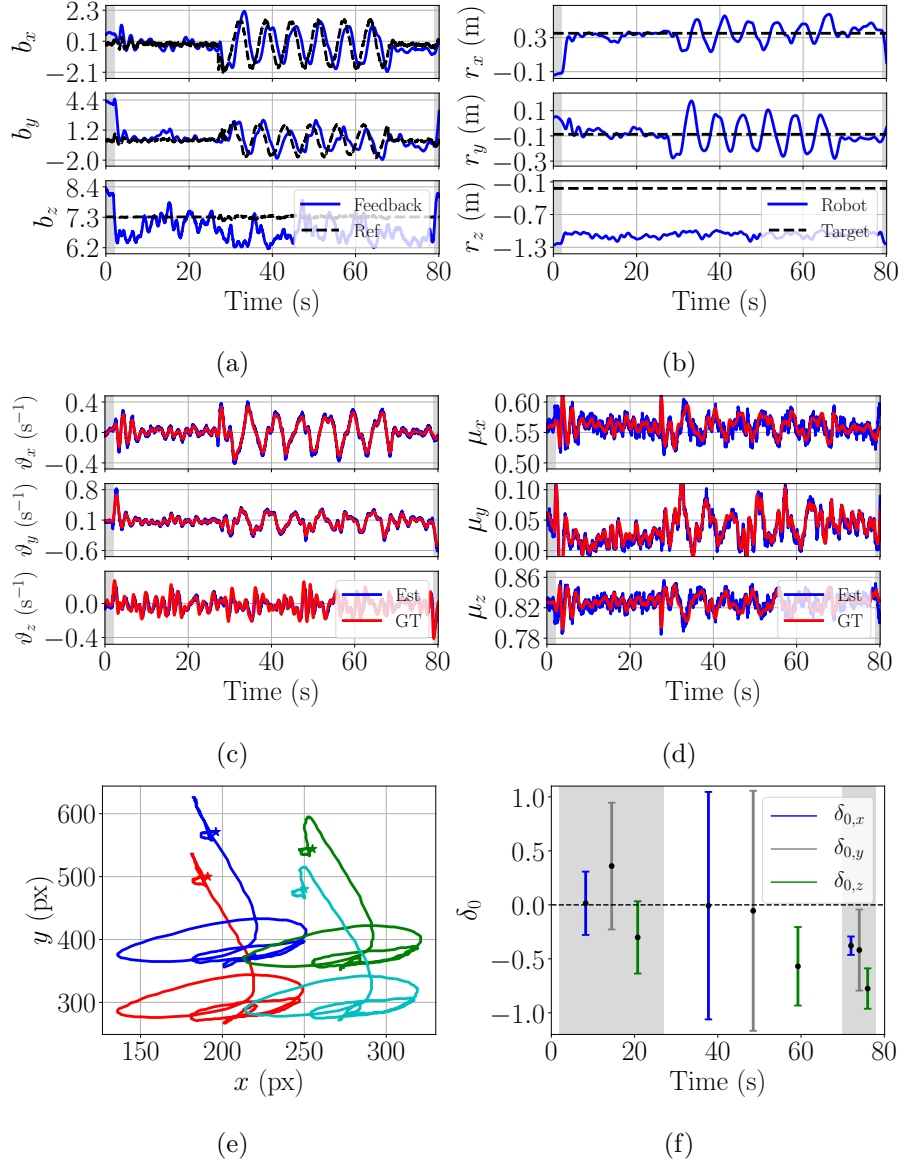 2.3
0.1
−2.1
b_x
4.4
1.2
−2.0
b_y
8.4
7.3
6.2
b_z
Feedback
Ref
0 20 40 60 80
Time (s)
(a)
0.3
−0.1
r_x (m)
0.1
−0.1
−0.3
r_y (m)
−0.1
−0.7
−1.3
r_z (m)
Robot
Target
0 20 40 60 80
Time (s)
(b)
0.4
0.0
−0.4
ϑ_x (s⁻¹)
0.8
0.1
−0.6
ϑ_y (s⁻¹)
0.0
−0.4
ϑ_z (s⁻¹)
Est
GT
0 20 40 60 80
Time (s)
(c)
0.60
0.55
0.50
μ_x
0.10
0.05
0.00
μ_y
0.86
0.82
0.78
μ_z
Est
GT
0 20 40 60 80
Time (s)
(d)
600
500
400
300
y (px)
150 200 250 300
x (px)
(e)
1.0
0.5
0.0
−0.5
−1.0
δ_0
δ_{0,x}
δ_{0,y}
δ_{0,z}
0 20 40 60 80
Time (s)
(f)